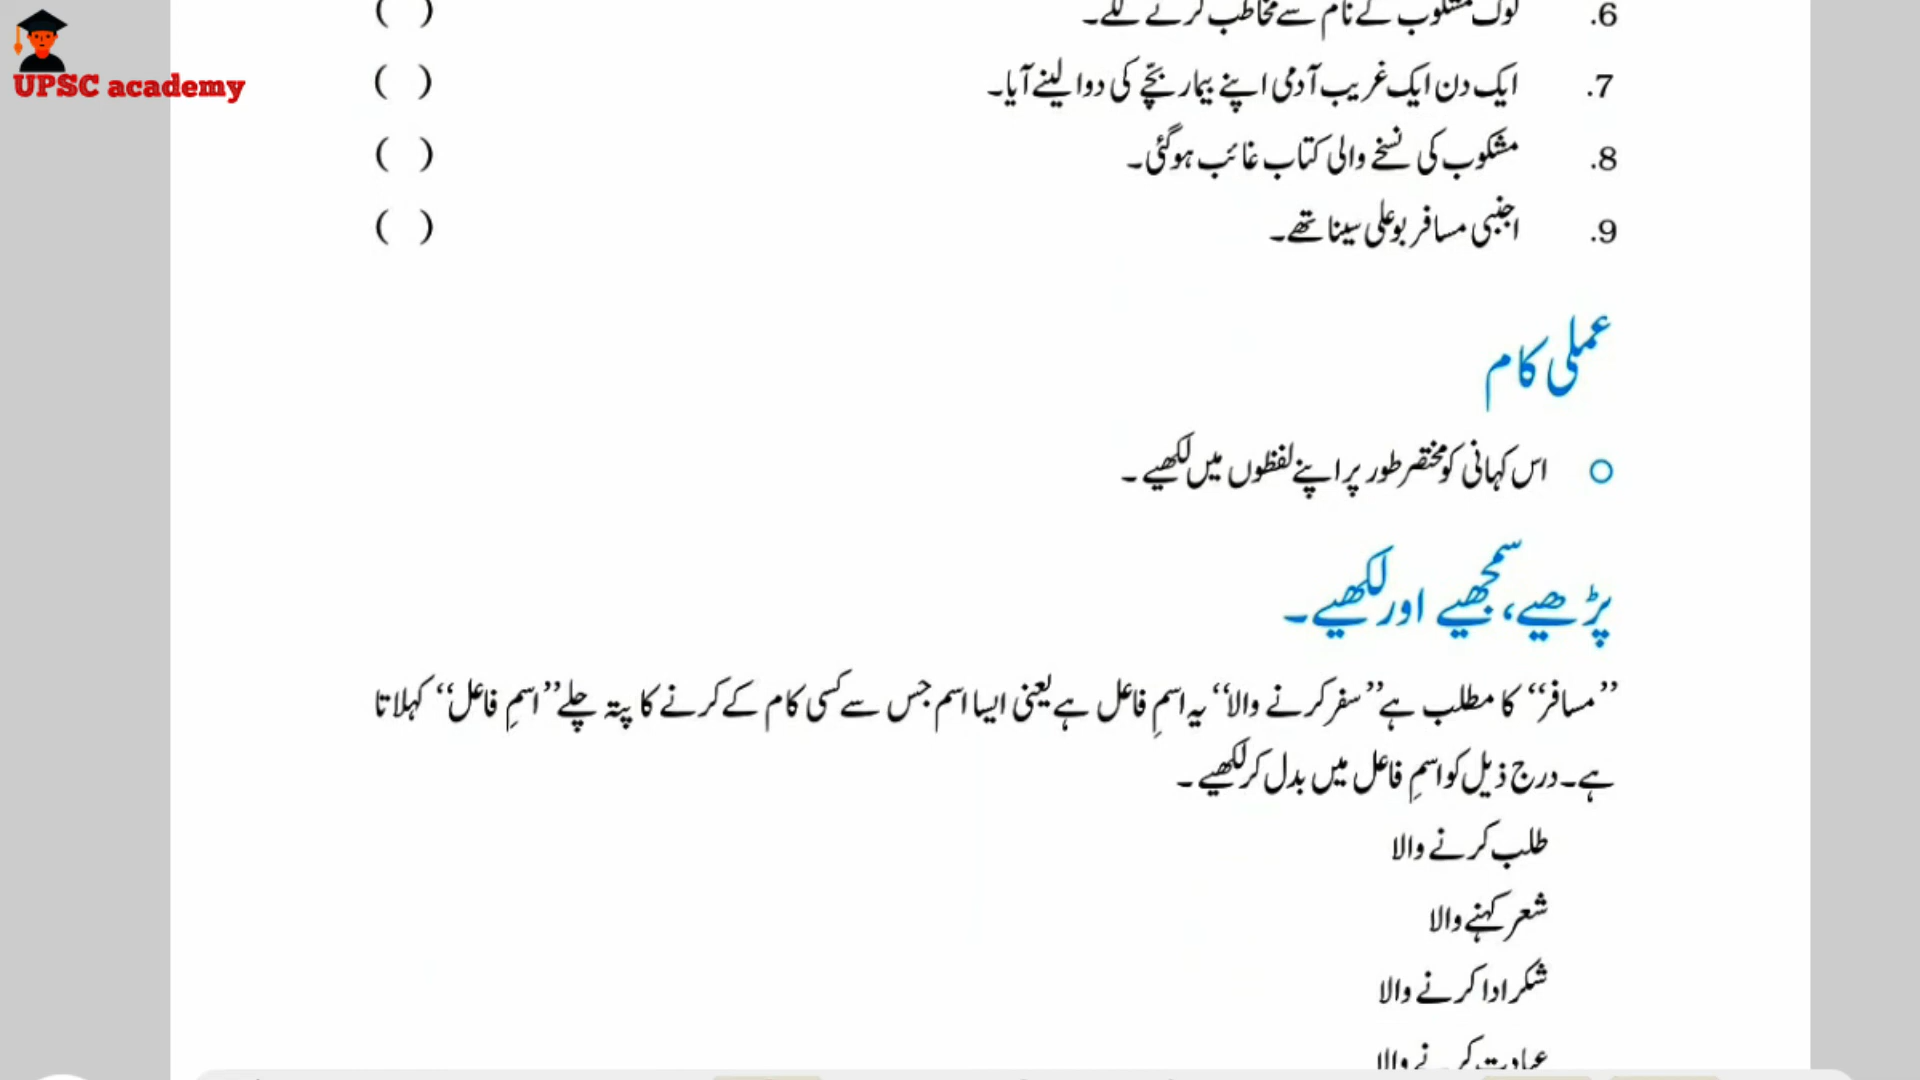 UPSC academy
6. لوگ مشکوب کے نام سے مخاطب کرنے لگے۔ ( )
7. ایک دن ایک غریب آدمی اپنے بیمار بچّے کی دوا لینے آیا۔ ( )
8. مشکوب کی نسخے والی کتاب غائب ہوگئی۔ ( )
9. اجنبی مسافر بوعلی سینا تھے۔ ( )
عملی کام
اس کہانی کو مختصر طور پر اپنے لفظوں میں لکھیے۔
پڑھیے، سمجھیے اور لکھیے۔
”مسافر“ کا مطلب ہے ”سفر کرنے والا“ یہ اسمِ فاعل ہے یعنی ایسا اسم جس سے کسی کام کے کرنے کا پتہ چلے ”اسمِ فاعل“ کہلاتا
ہے۔ درج ذیل کو اسمِ فاعل میں بدل کر لکھیے۔
طلب کرنے والا
شعر کہنے والا
شکر ادا کرنے والا
عبادت کرنے والا